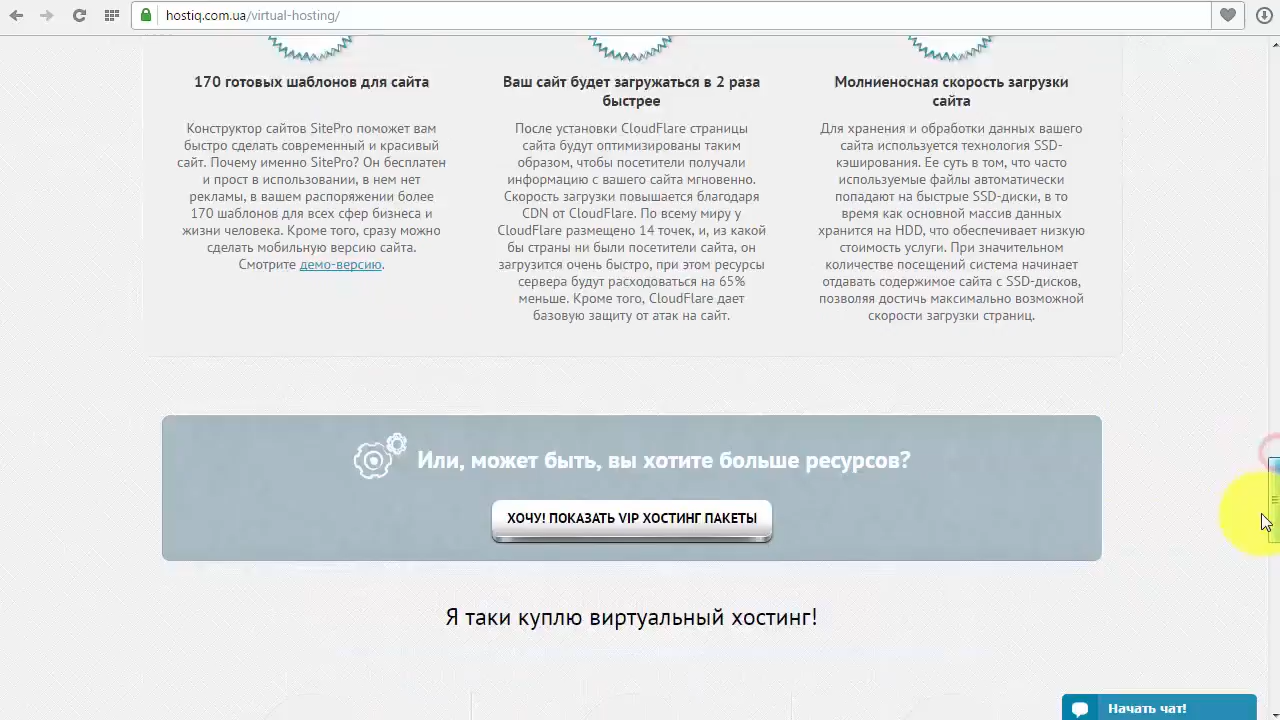 hostiq.com.ua/virtual-hosting/
170 готовых шаблонов для сайта
Конструктор сайтов SitePro поможет вам
быстро сделать современный и красивый
сайт. Почему именно SitePro? Он бесплатен
и прост в использовании, в нем нет
рекламы, в вашем распоряжении более
170 шаблонов для всех сфер бизнеса и
жизни человека. Кроме того, сразу можно
сделать мобильную версию сайта.
Смотрите демо-версию.
Ваш сайт будет загружаться в 2 раза
быстрее
После установки CloudFlare страницы
сайта будут оптимизированы таким
образом, чтобы посетители получали
информацию с вашего сайта мгновенно.
Скорость загрузки повышается благодаря
CDN от CloudFlare. По всему миру у
CloudFlare размещено 14 точек, и, из какой
бы страны ни были посетители сайта, он
загрузится очень быстро, при этом ресурсы
сервера будут расходоваться на 65%
меньше. Кроме того, CloudFlare дает
базовую защиту от атак на сайт.
Молниеносная скорость загрузки
сайта
Для хранения и обработки данных вашего
сайта используется технология SSD-
кэширования. Ее суть в том, что часто
используемые файлы автоматически
попадают на быстрые SSD-диски, в то
время как основной массив данных
хранится на HDD, что обеспечивает низкую
стоимость услуги. При значительном
количестве посещений система начинает
отдавать содержимое сайта с SSD-дисков,
позволяя достичь максимально возможной
скорости загрузки страниц.
Или, может быть, вы хотите больше ресурсов?
ХОЧУ! ПОКАЗАТЬ VIP ХОСТИНГ ПАКЕТЫ
Я таки куплю виртуальный хостинг!
Начать чат!